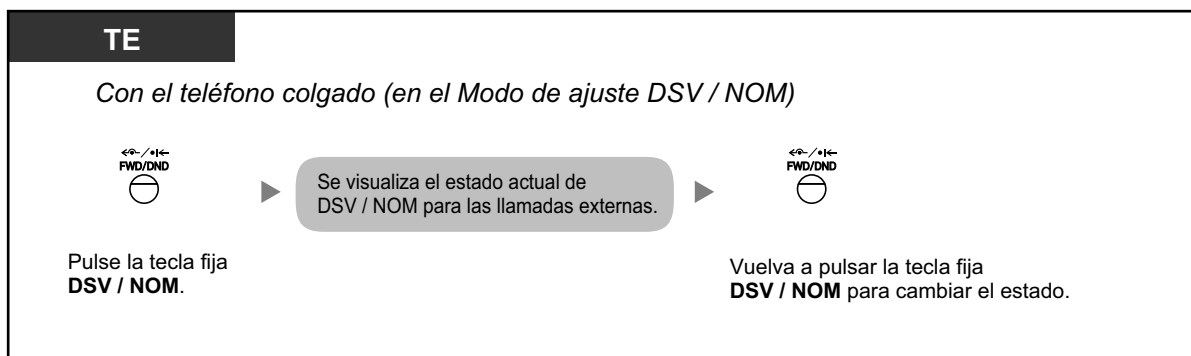 TE
Con el teléfono colgado (en el Modo de ajuste DSV / NOM)
FWD/DND
Se visualiza el estado actual de
DSV / NOM para las llamadas externas.
FWD/DND
Pulse la tecla fija
DSV / NOM.
Vuelva a pulsar la tecla fija
DSV / NOM para cambiar el estado.